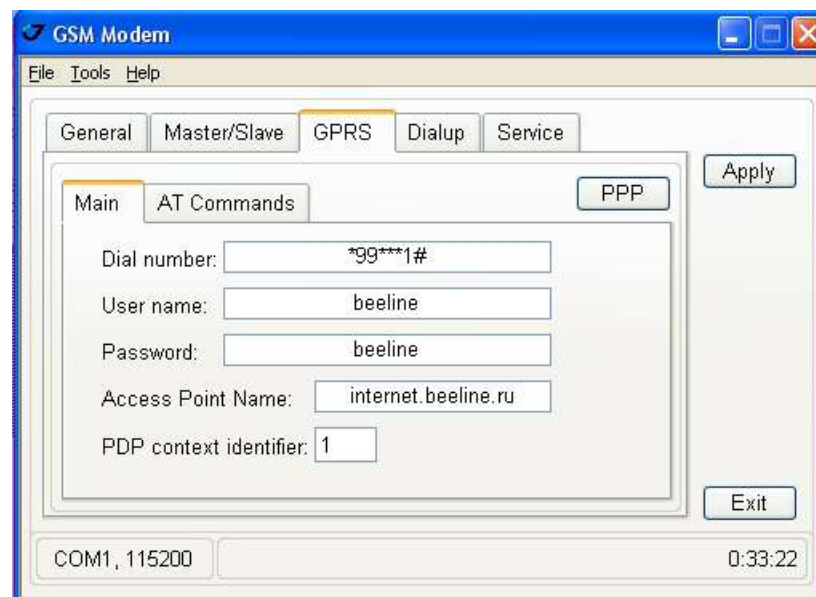 GSM Modem
File Tools Help
General Master/Slave GPRS Dialup Service
Apply
Main AT Commands PPP
Dial number: *99***1#
User name: beeline
Password: beeline
Access Point Name: internet.beeline.ru
PDP context identifier: 1
Exit
COM1, 115200 0:33:22